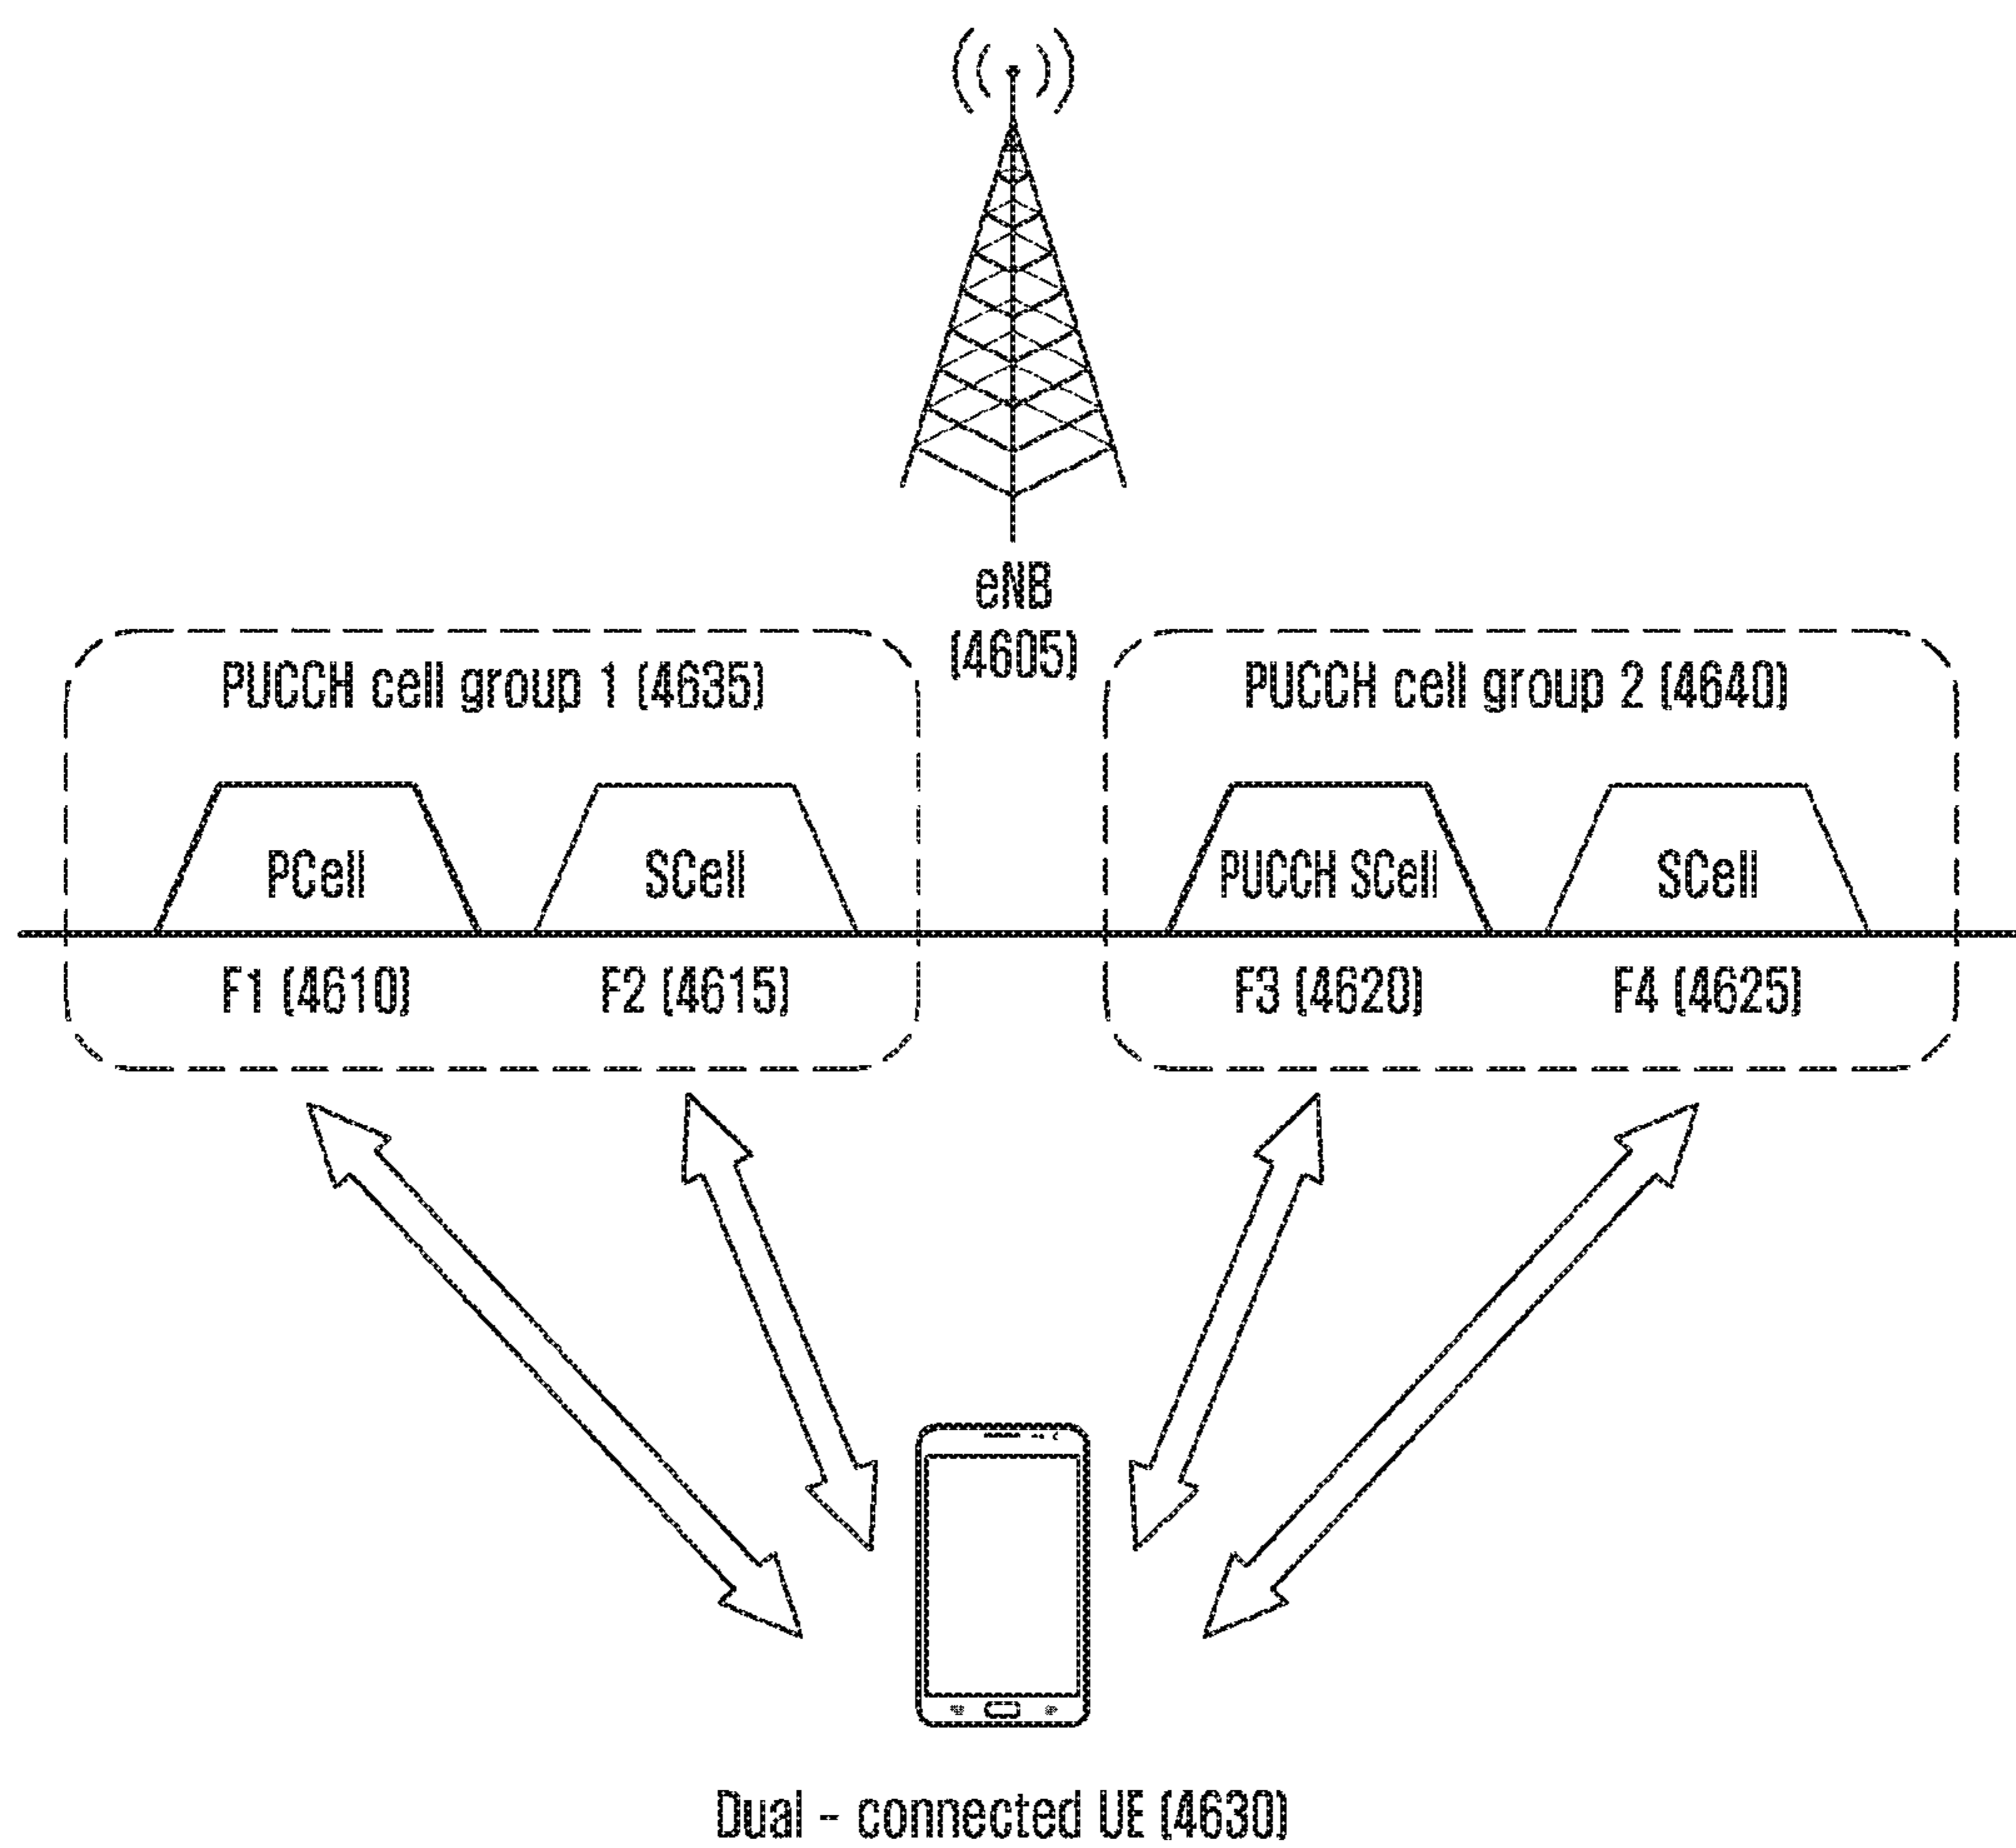 eNB
(4605)
PUCCH cell group 1 (4635)
PUCCH cell group 2 (4640)
PCell
SCell
PUCCH SCell
SCell
F1 (4610)
F2 (4615)
F3 (4620)
F4 (4625)
Dual - connected UE (4630)